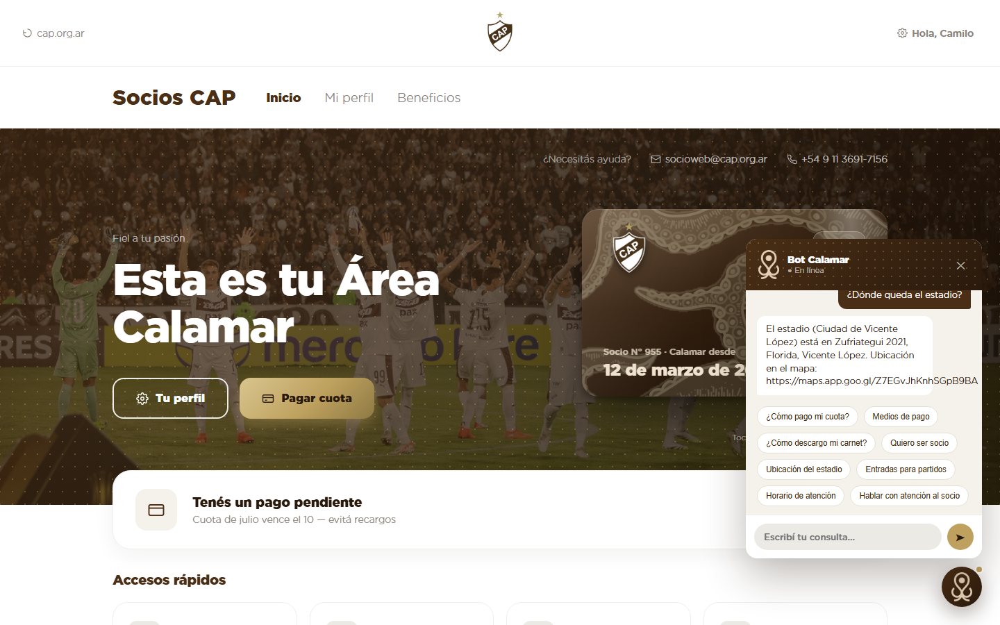 cap.org.ar
CAP
Hola, Camilo
Socios CAP
Inicio
Mi perfil
Beneficios
¿Necesitás ayuda?
socioweb@cap.org.ar
+54 9 11 3691-7156
Fiel a tu pasión
Esta es tu Área
Calamar
Tu perfil
Pagar cuota
CAP
Socio Nº 955 · Calamar desde
12 de marzo de 2
Toc
RES
Bot Calamar
En línea
¿Dónde queda el estadio?
El estadio (Ciudad de Vicente
López) está en Zufriategui 2021,
Florida, Vicente López. Ubicación
en el mapa:
https://maps.app.goo.gl/Z7EGvJhKnhSGpB9BA
¿Cómo pago mi cuota?
Medios de pago
¿Cómo descargo mi carnet?
Quiero ser socio
Ubicación del estadio
Entradas para partidos
Horario de atención
Hablar con atención al socio
Escribí tu consulta...
Tenés un pago pendiente
Cuota de julio vence el 10 — evitá recargos
Accesos rápidos